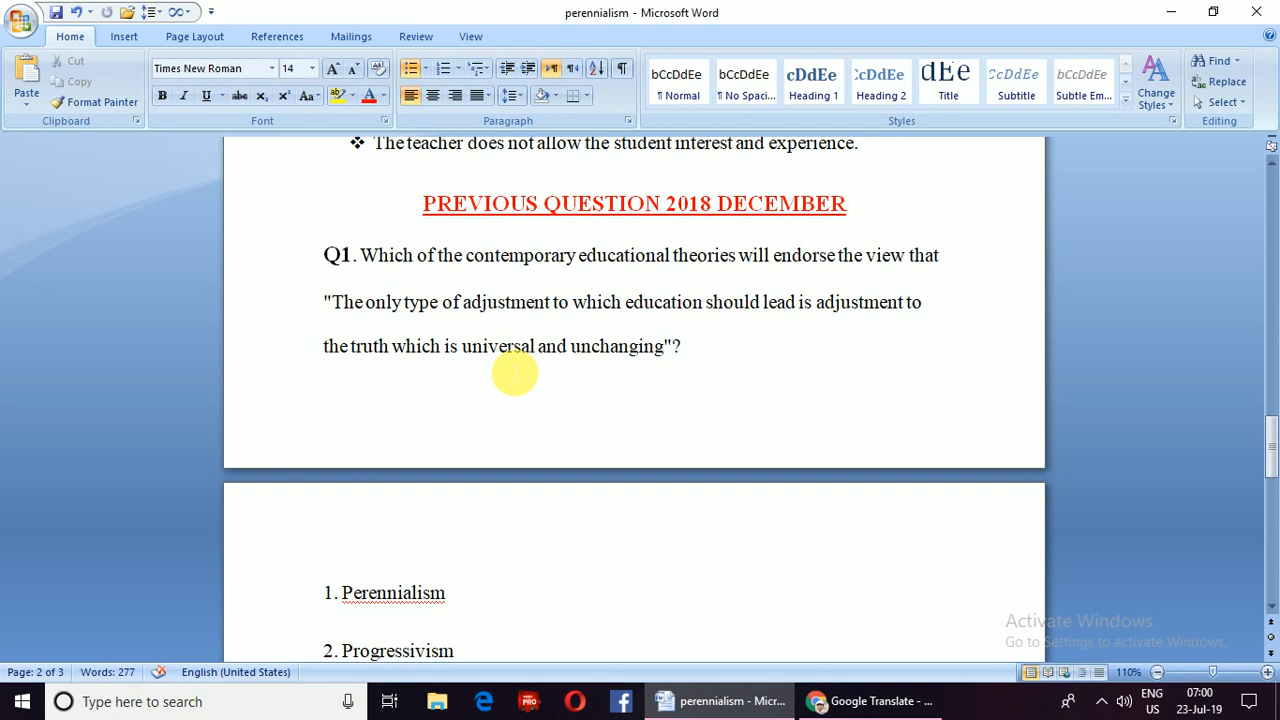 perennialism - Microsoft Word
Home Insert Page Layout References Mailings Review View
Paste
Cut
Copy
Format Painter
Clipboard
Times New Roman 14
Font
Paragraph
AaBbCcDdEe
¶ Normal
¶ No Spaci...
Heading 1
Heading 2
Title
Subtitle
Subtle Em...
Change Styles
Styles
Find
Replace
Select
Editing
❖ The teacher does not allow the student interest and experience.
PREVIOUS QUESTION 2018 DECEMBER
Q1. Which of the contemporary educational theories will endorse the view that
"The only type of adjustment to which education should lead is adjustment to
the truth which is universal and unchanging"?
1. Perennialism
2. Progressivism
Activate Windows
Go to Settings to activate Windows.
Page: 2 of 3 Words: 277 English (United States) 110%
Type here to search
perennialism - Micr...
Google Translate - ...
ENG
US
07:00
23-Jul-19